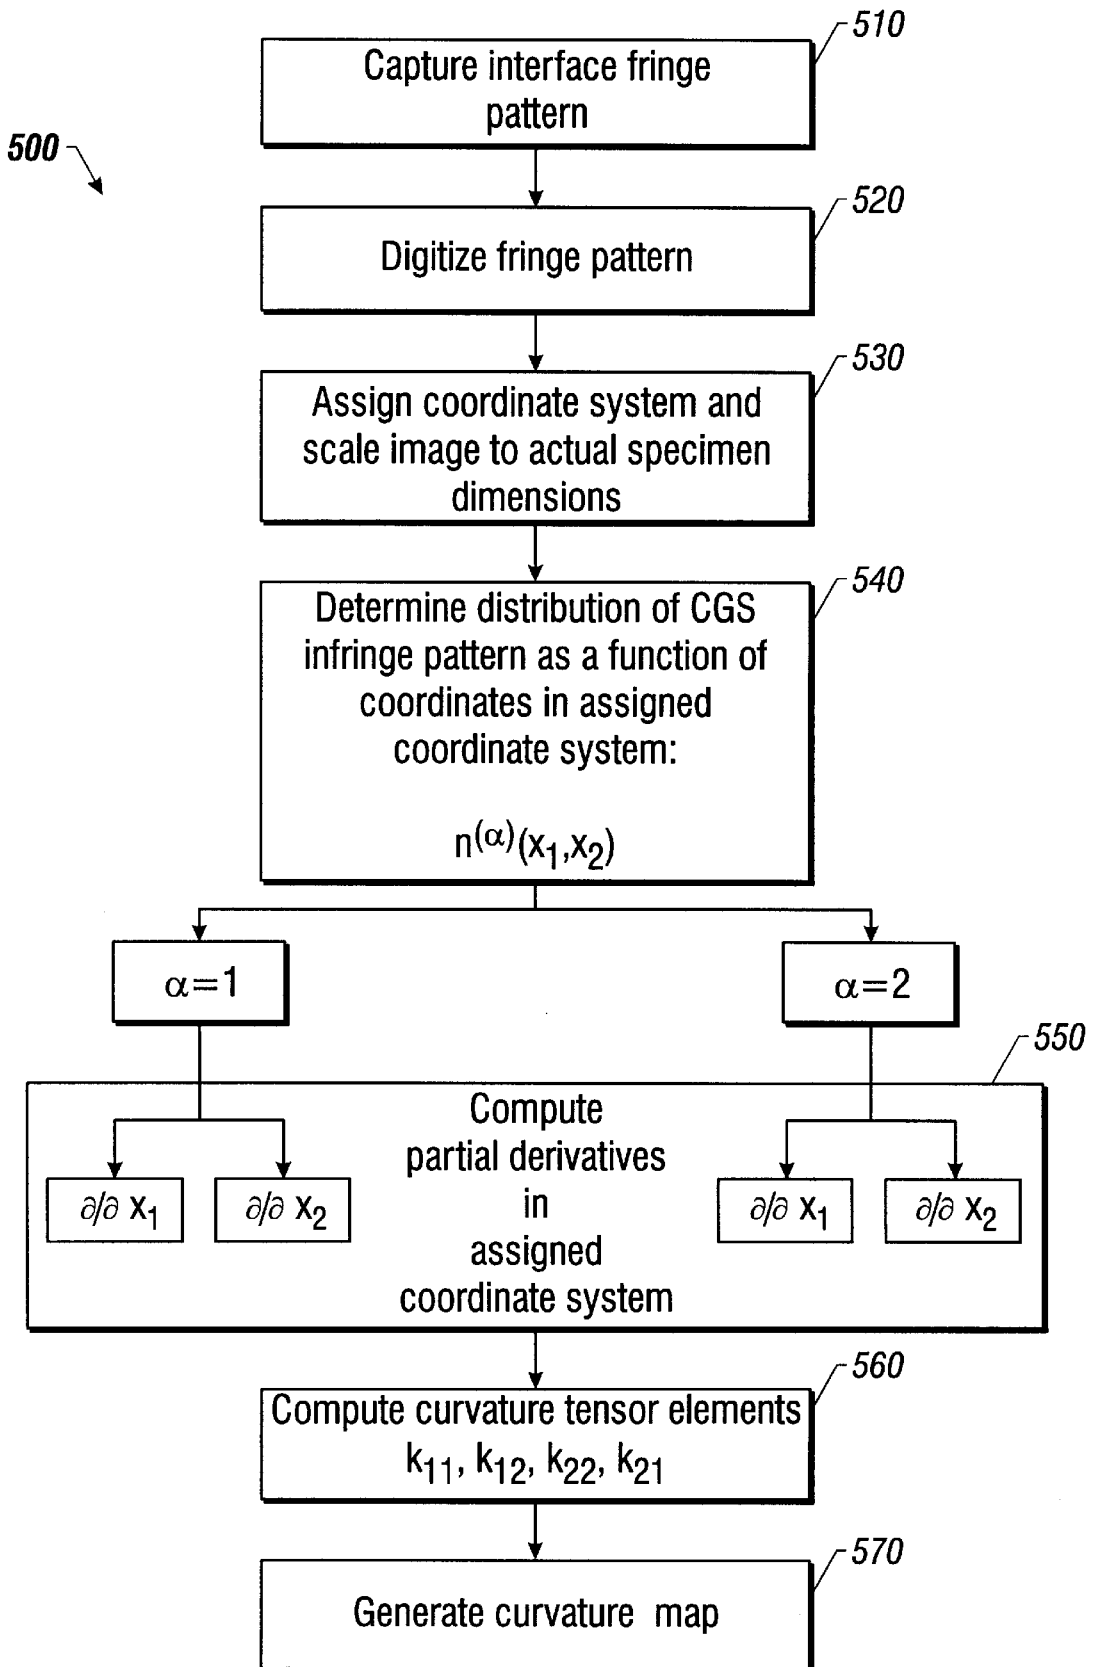 510
Capture interface fringe
pattern
500
520
Digitize fringe pattern
530
Assign coordinate system and
scale image to actual specimen
dimensions
540
Determine distribution of CGS
infringe pattern as a function of
coordinates in assigned
coordinate system:
n(α)(x1,x2)
α=1
α=2
550
Compute
partial derivatives
in
assigned
coordinate system
∂/∂ x1
∂/∂ x2
∂/∂ x1
∂/∂ x2
560
Compute curvature tensor elements
k11, k12, k22, k21
570
Generate curvature map